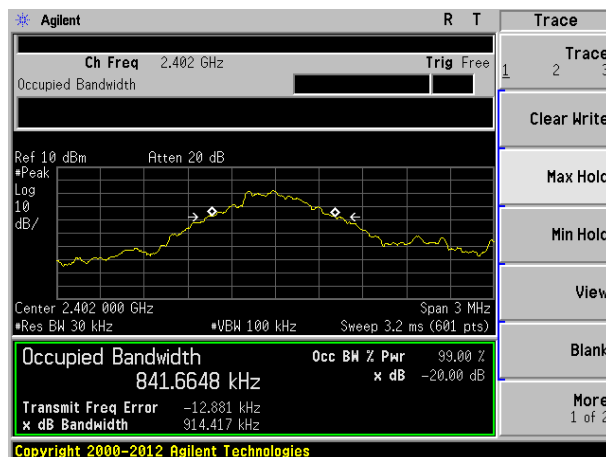 Agilent R T Trace
Ch Freq 2.402 GHz Trig Free
Occupied Bandwidth
Trace
1 2 3
Clear Write
Max Hold
Min Hold
View
Blank
More
1 of 2
Ref 10 dBm Atten 20 dB
#Peak
Log
10
dB/
Center 2.402 000 GHz Span 3 MHz
#Res BW 30 kHz #VBW 100 kHz Sweep 3.2 ms (601 pts)
Occupied Bandwidth
841.6648 kHz
Occ BW % Pwr 99.00 %
x dB -20.00 dB
Transmit Freq Error -12.881 kHz
x dB Bandwidth 914.417 kHz
Copyright 2000-2012 Agilent Technologies